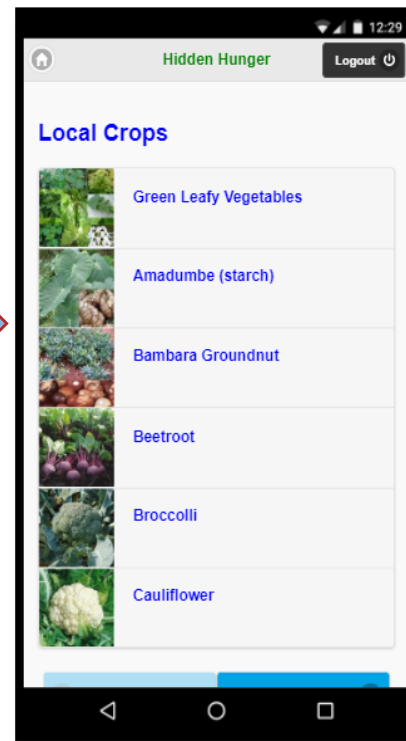 12:29
Hidden Hunger
Logout
Local Crops
Green Leafy Vegetables
Amadumbe (starch)
Bambara Groundnut
Beetroot
Broccolli
Cauliflower